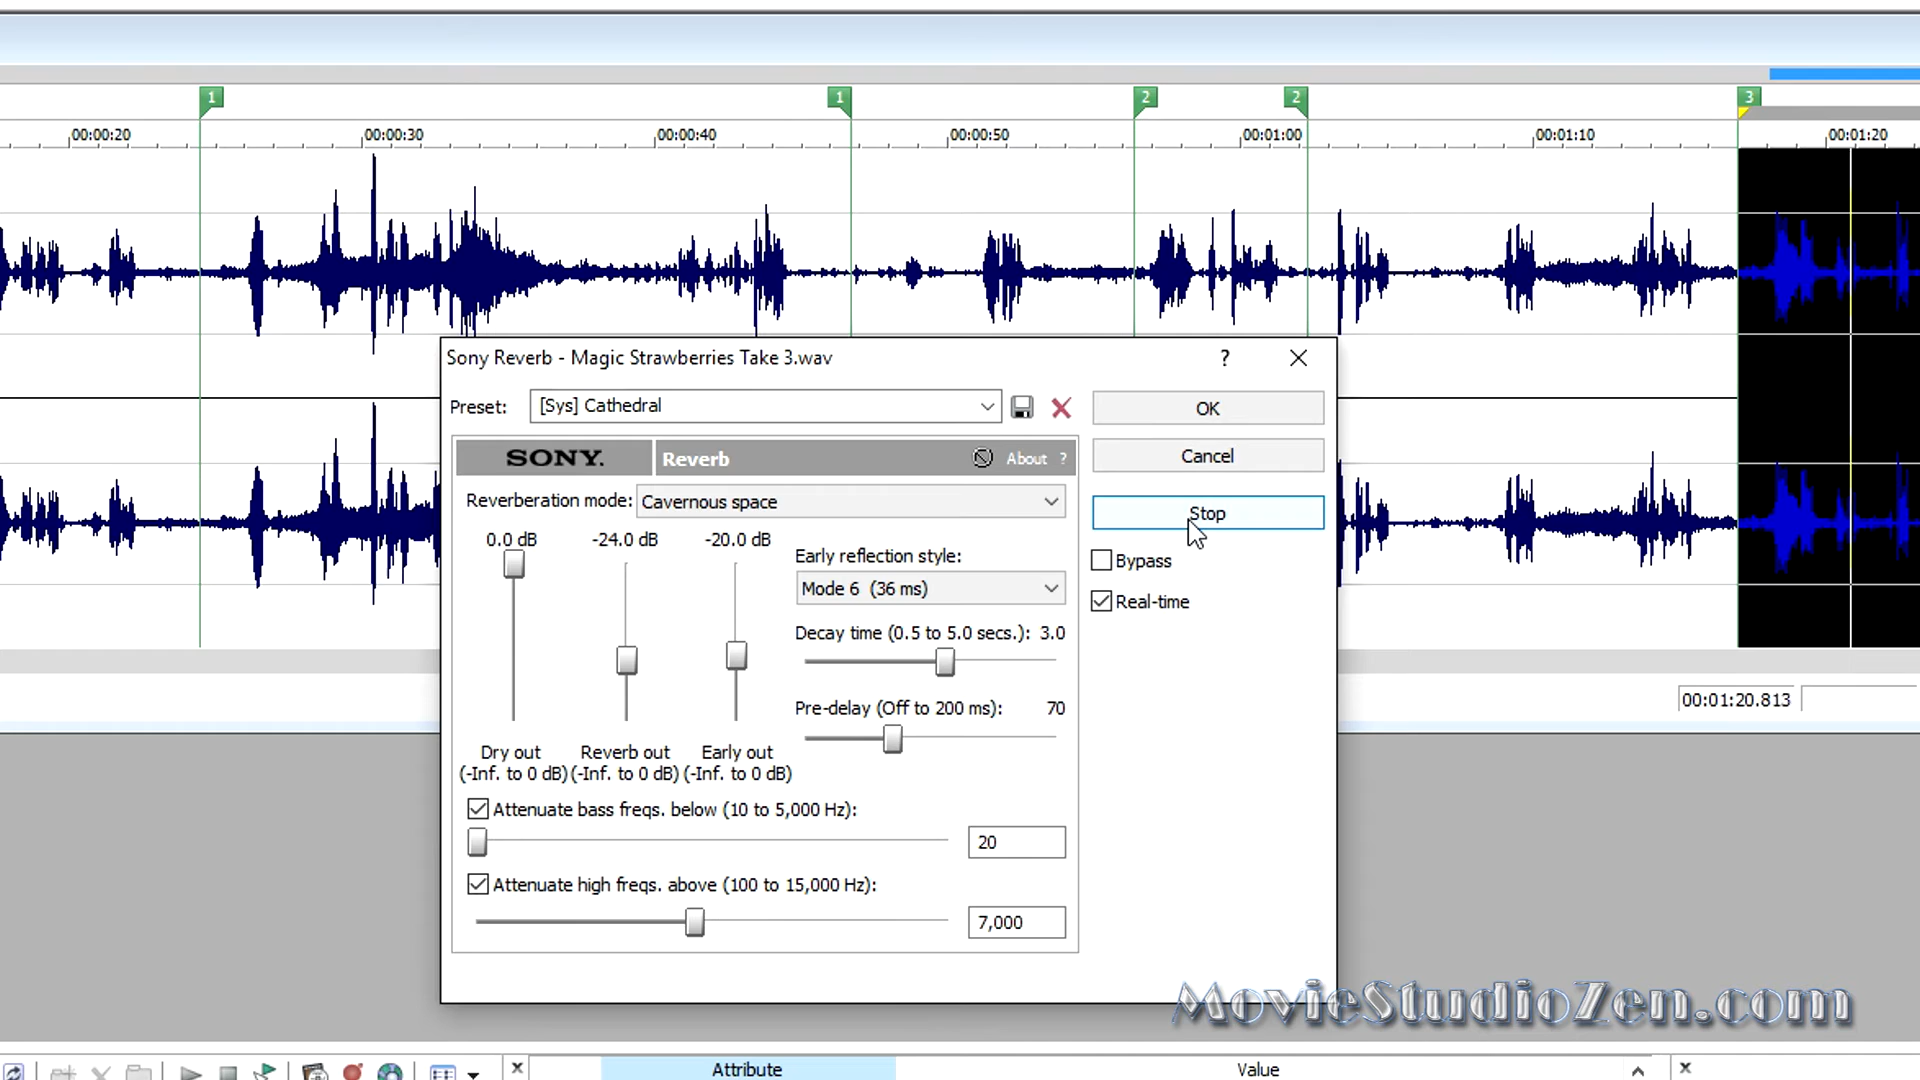 1 1 2 2 3
00:00:20 00:00:30 00:00:40 00:00:50 00:01:00 00:01:10 00:01:20
Sony Reverb - Magic Strawberries Take 3.wav ?
Preset: [Sys] Cathedral OK
SONY. Reverb About ? Cancel
Reverberation mode: Cavernous space Stop
0.0 dB -24.0 dB -20.0 dB
Early reflection style: Bypass
Mode 6 (36 ms) Real-time
Decay time (0.5 to 5.0 secs.): 3.0
00:01:20.813
Pre-delay (Off to 200 ms): 70
Dry out Reverb out Early out
(-Inf. to 0 dB) (-Inf. to 0 dB) (-Inf. to 0 dB)
Attenuate bass freqs. below (10 to 5,000 Hz):
20
Attenuate high freqs. above (100 to 15,000 Hz):
7,000
MovieStudioZen.com
Attribute Value